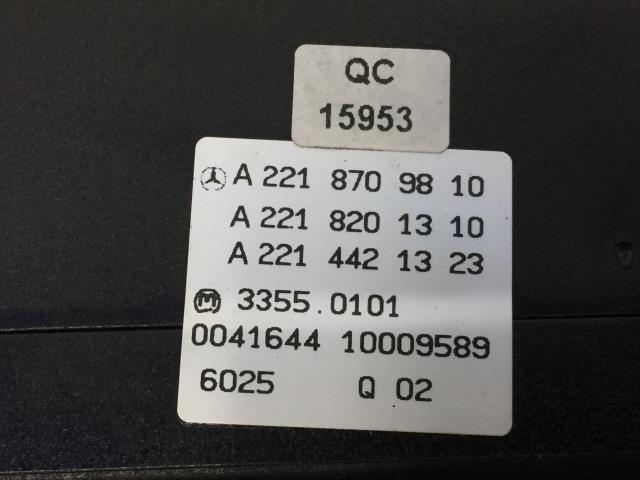 QC
15953
A 221 870 98 10
A 221 820 13 10
A 221 442 13 23
M 3355.0101
0041644 10009589
6025 Q 02